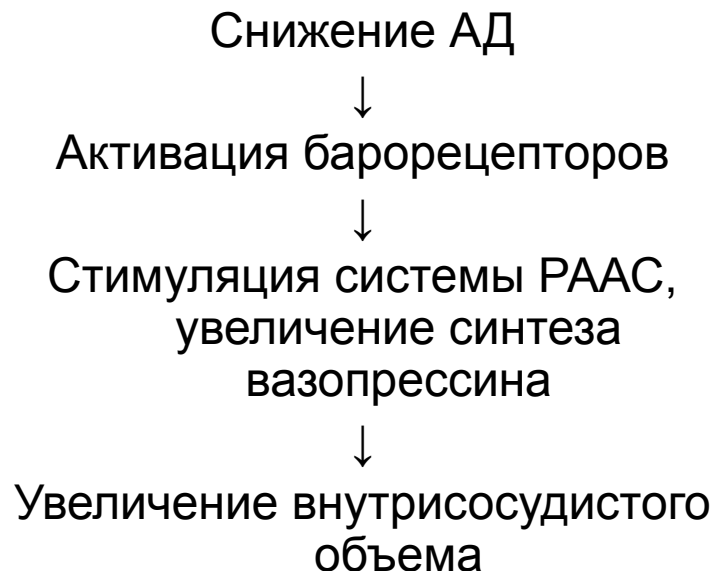 Снижение АД
↓
Активация барорецепторов
↓
Стимуляция системы РААС,
увеличение синтеза
вазопрессина
↓
Увеличение внутрисосудистого
объема